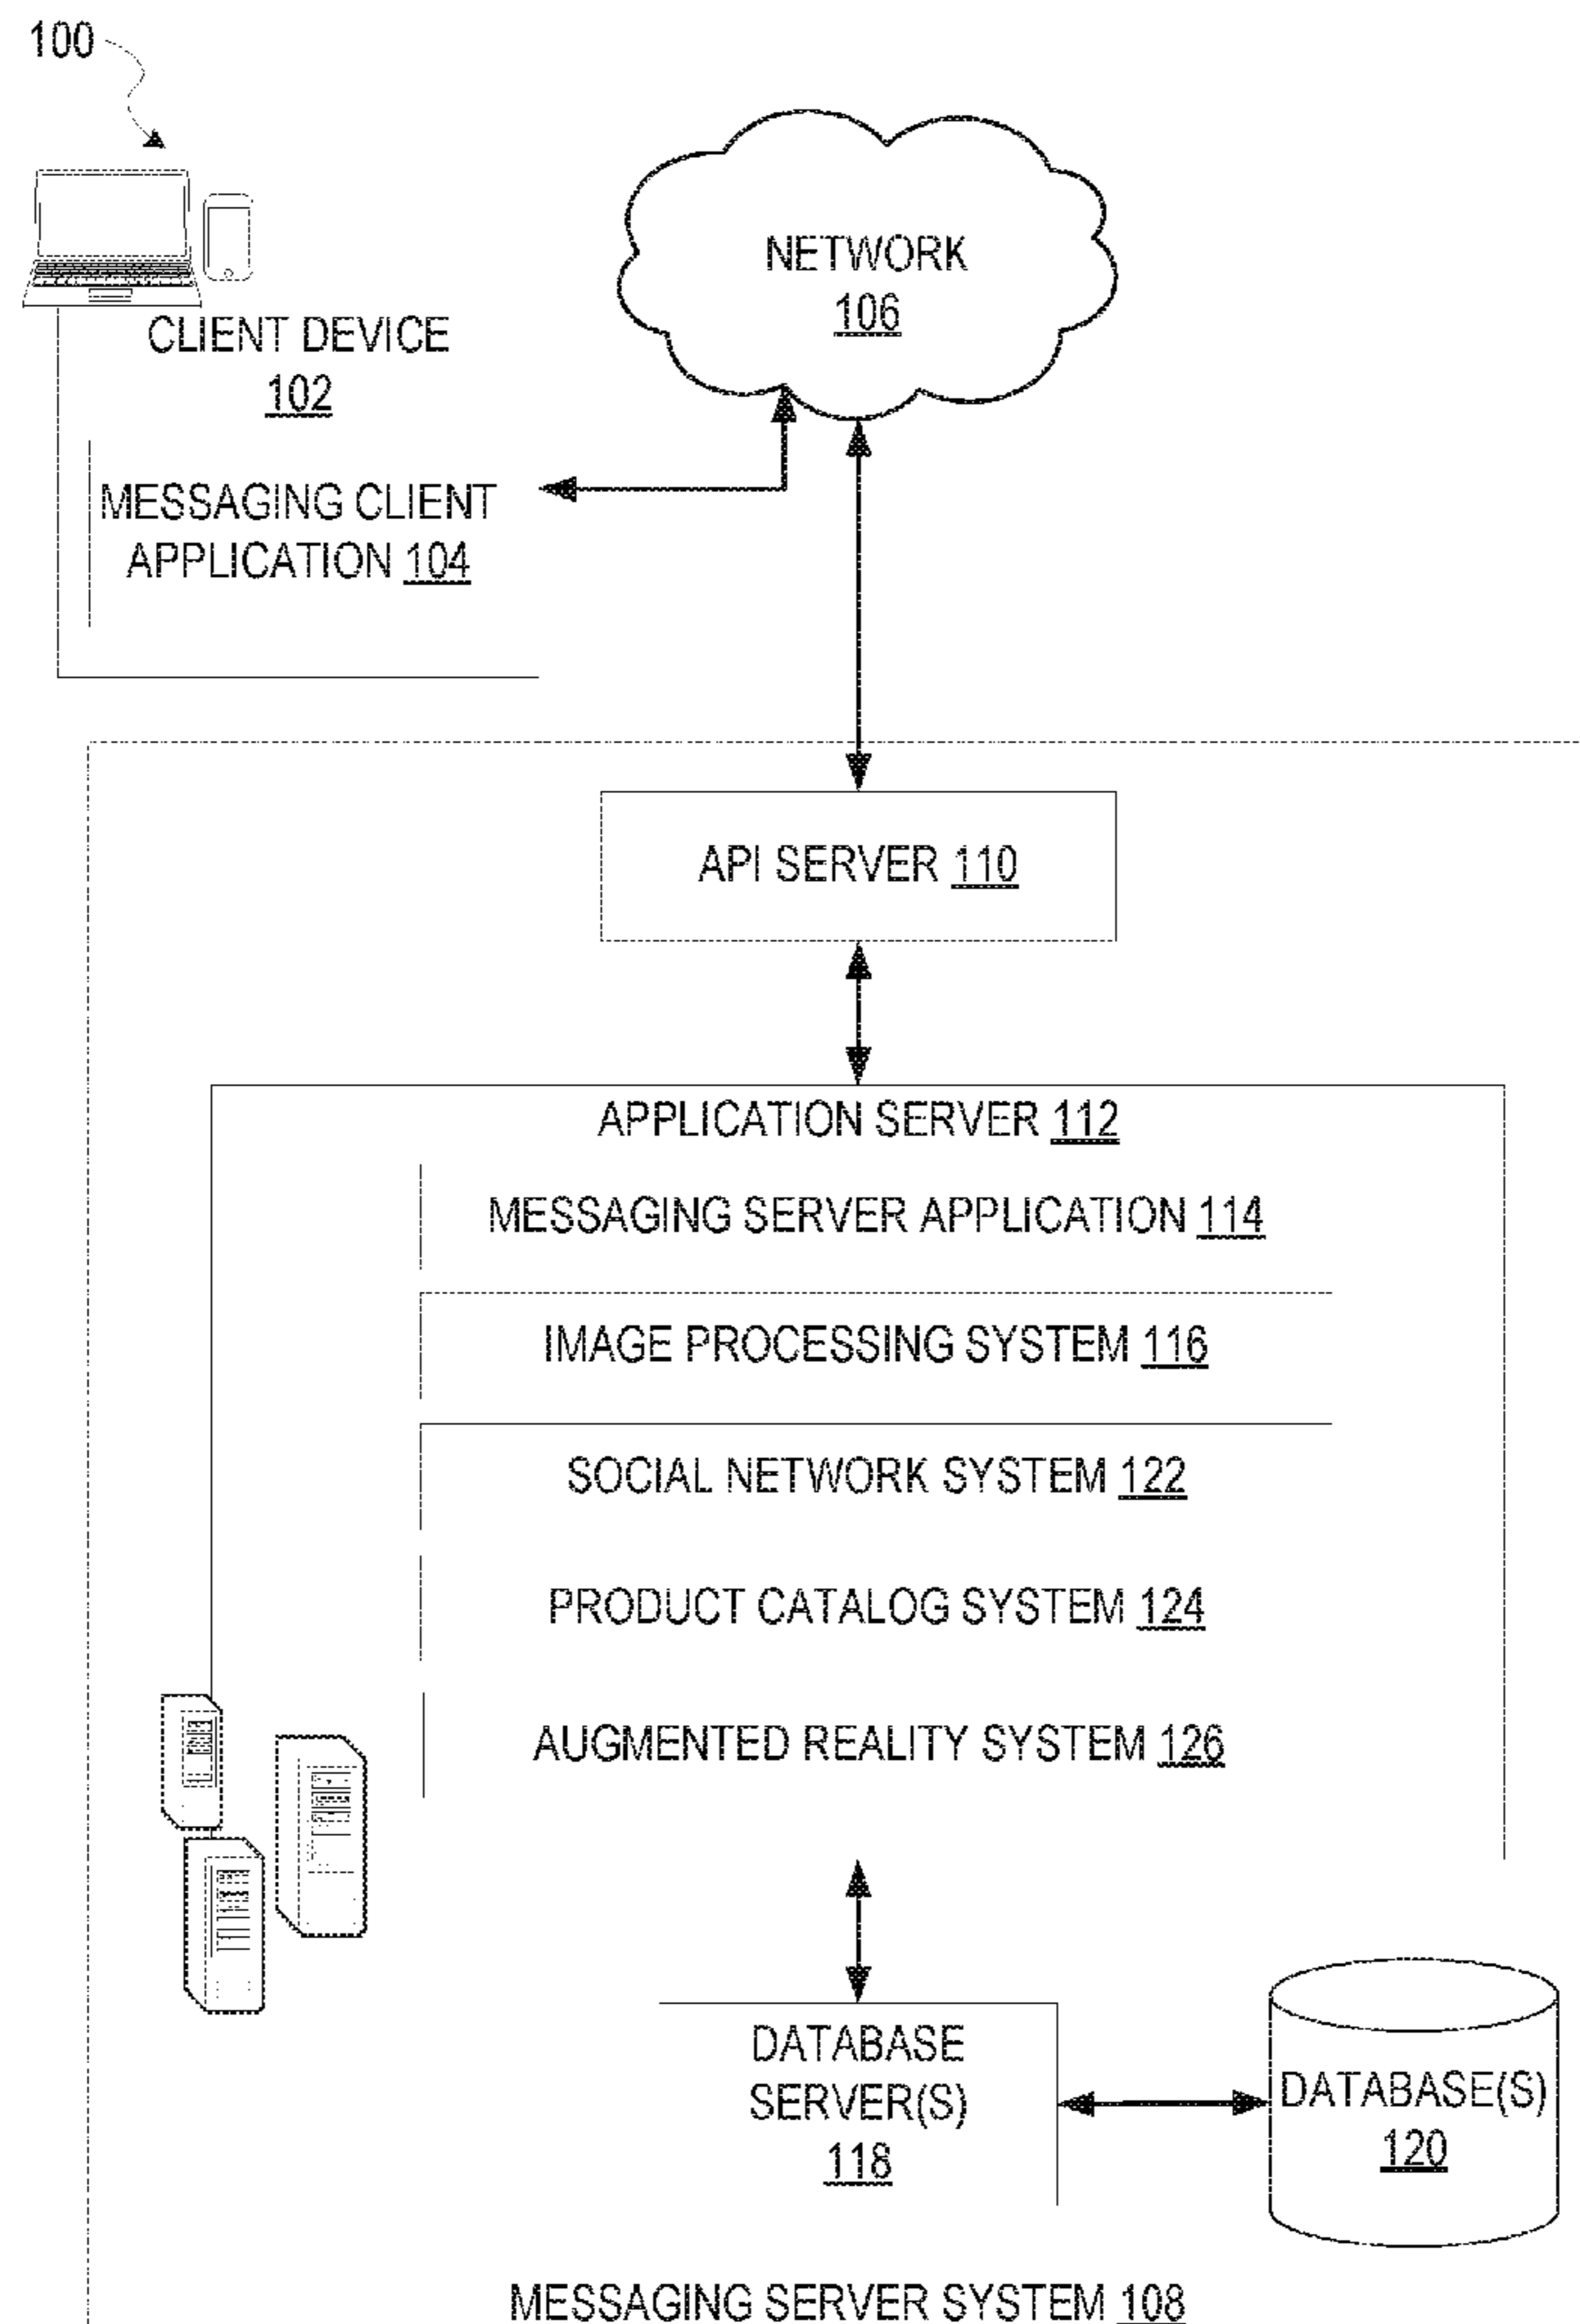 100
NETWORK
106
CLIENT DEVICE
102
MESSAGING CLIENT
APPLICATION 104
API SERVER 110
APPLICATION SERVER 112
MESSAGING SERVER APPLICATION 114
IMAGE PROCESSING SYSTEM 116
SOCIAL NETWORK SYSTEM 122
PRODUCT CATALOG SYSTEM 124
AUGMENTED REALITY SYSTEM 126
DATABASE
SERVER(S)
118
DATABASE(S)
120
MESSAGING SERVER SYSTEM 108